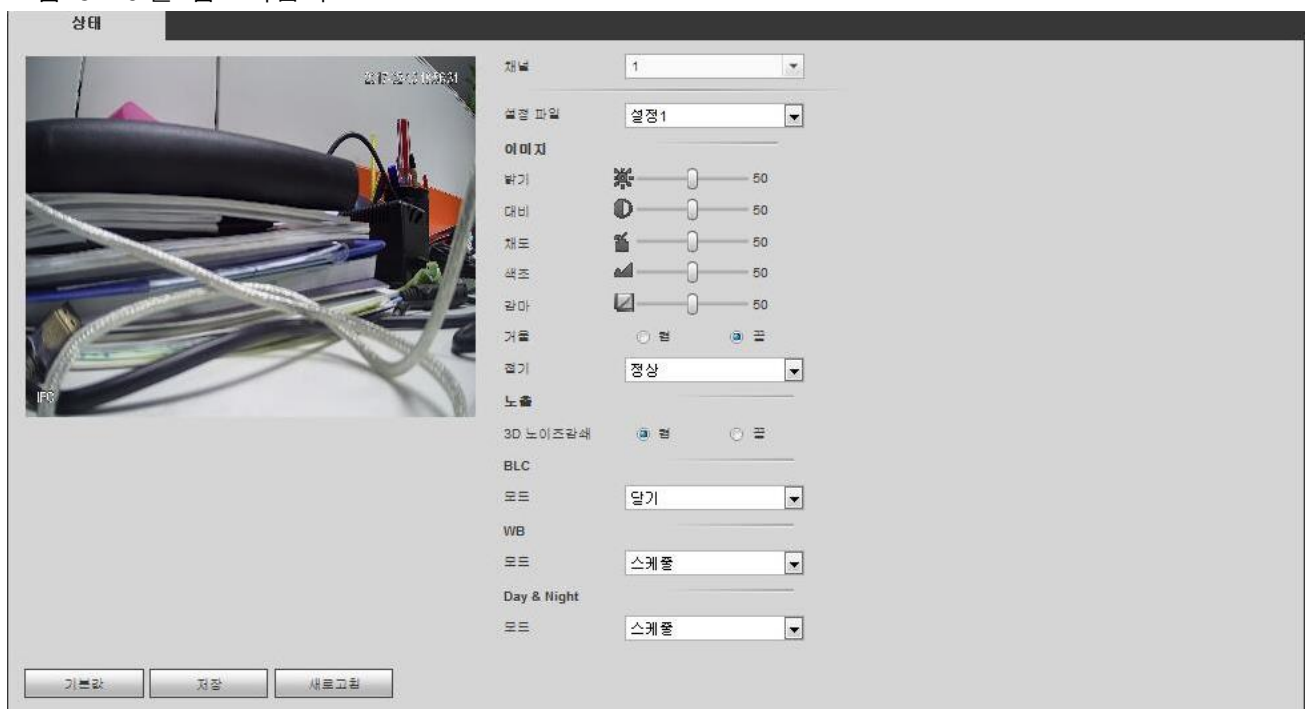 상태
채널 1
설정 파일 설정1
이미지
밝기 50
대비 50
채도 50
색조 50
감마 50
거울 켬 끔
접기 정상
노출
3D 노이즈감쇄 켬 끔
BLC
모드 닫기
WB
모드 스케쥴
Day & Night
모드 스케쥴
IPC
기본값 저장 새로고침